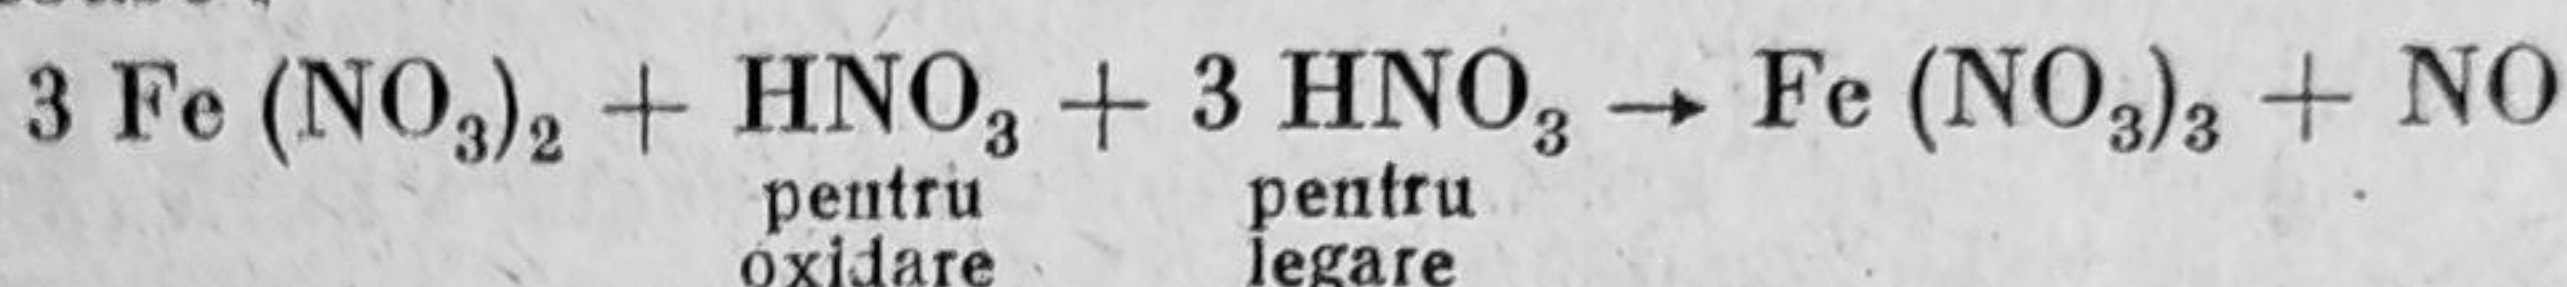 3 Fe (NO₃)₂ + HNO₃ + 3 HNO₃ → Fe (NO₃)₃ + NO
pentru pentru
oxidare legare